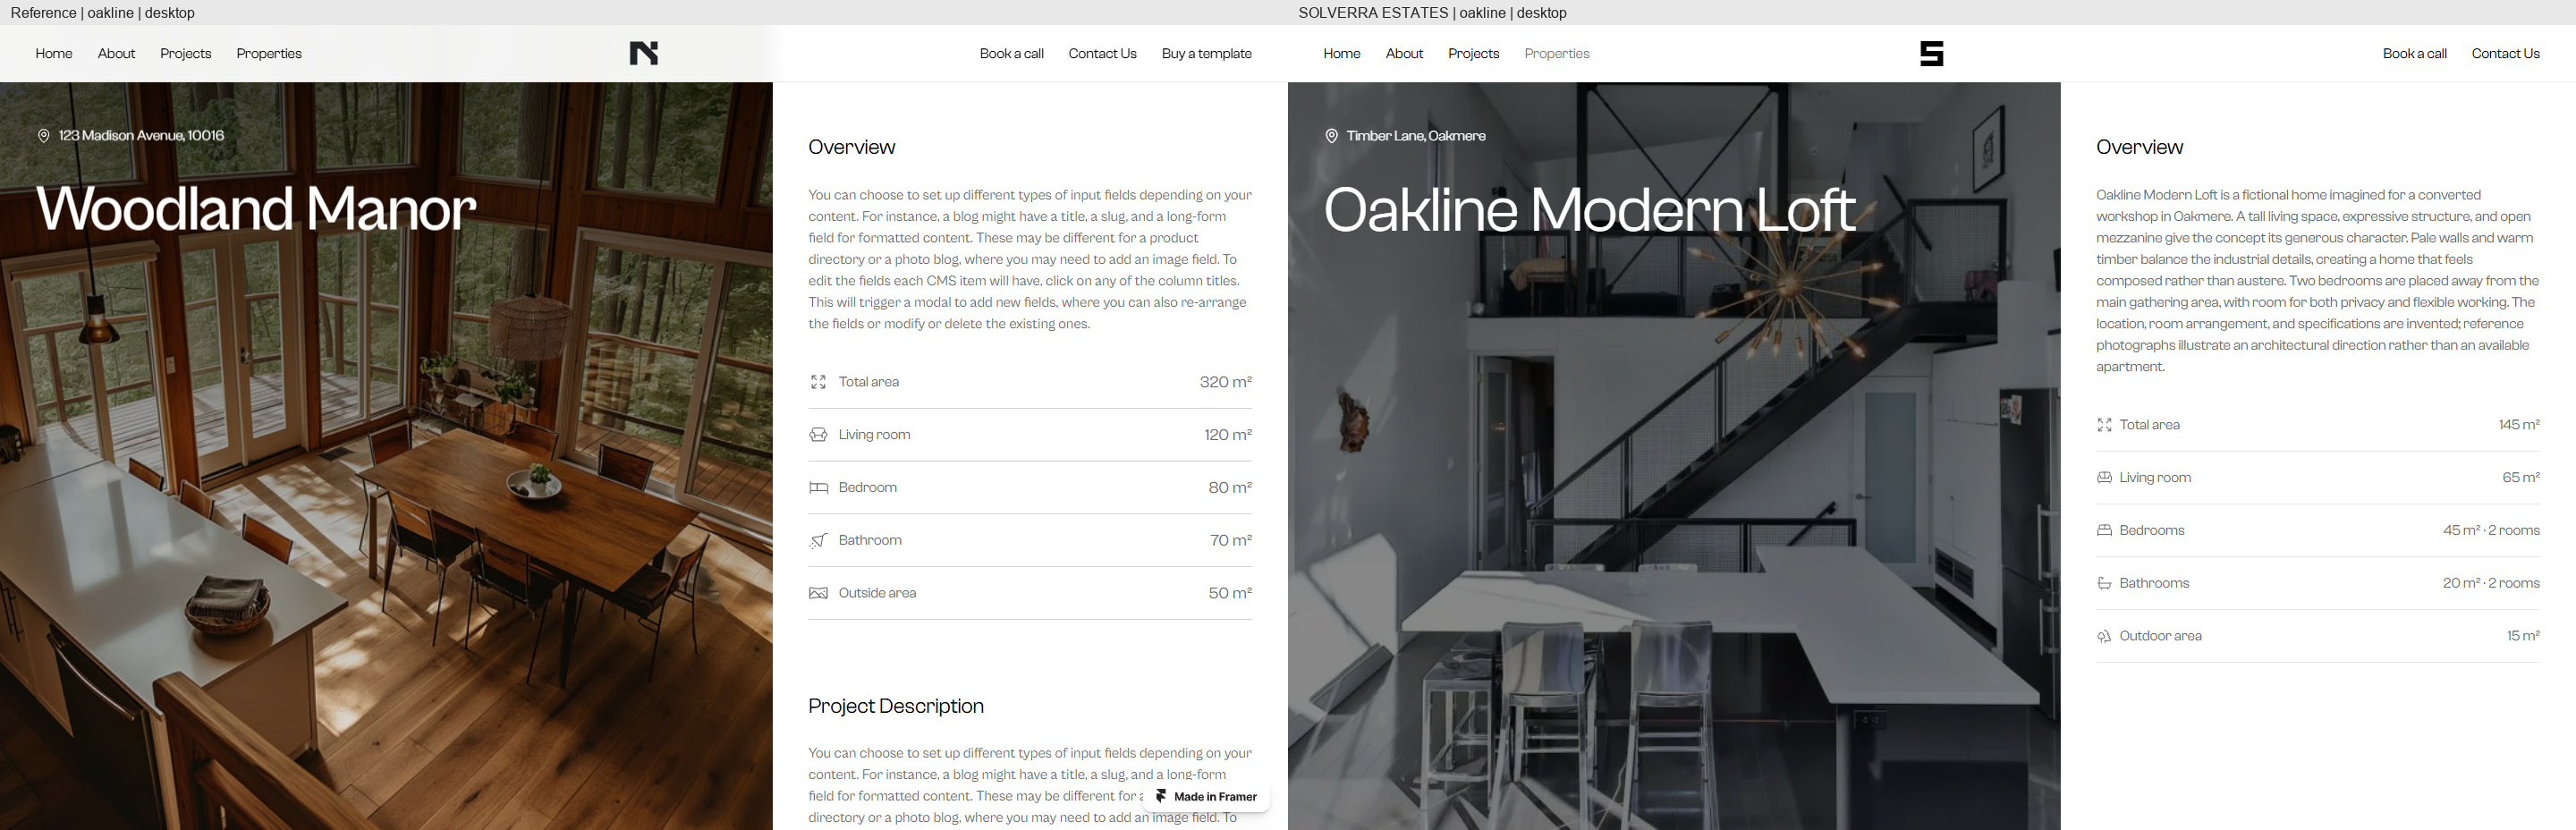 Reference | oakline | desktop
Home About Projects Properties
Book a call Contact Us Buy a template
123 Madison Avenue, 10016
Woodland Manor
Overview
You can choose to set up different types of input fields depending on your
content. For instance, a blog might have a title, a slug, and a long-form
field for formatted content. These may be different for a product
directory or a photo blog, where you may need to add an image field. To
edit the fields each CMS item will have, click on any of the column titles.
This will trigger a modal to add new fields, where you can also re-arrange
the fields or modify or delete the existing ones.
Total area 320 m²
Living room 120 m²
Bedroom 80 m²
Bathroom 70 m²
Outside area 50 m²
Project Description
You can choose to set up different types of input fields depending on your
content. For instance, a blog might have a title, a slug, and a long-form
field for formatted content. These may be different for a
directory or a photo blog, where you may need to add an image field. To
Made in Framer
SOLVERRA ESTATES | oakline | desktop
Home About Projects Properties
S
Book a call Contact Us
Timber Lane, Oakmere
Oakline Modern Loft
Overview
Oakline Modern Loft is a fictional home imagined for a converted
workshop in Oakmere. A tall living space, expressive structure, and open
mezzanine give the concept its generous character. Pale walls and warm
timber balance the industrial details, creating a home that feels
composed rather than austere. Two bedrooms are placed away from the
main gathering area, with room for both privacy and flexible working. The
location, room arrangement, and specifications are invented; reference
photographs illustrate an architectural direction rather than an available
apartment.
Total area 145 m²
Living room 65 m²
Bedrooms 45 m² · 2 rooms
Bathrooms 20 m² · 2 rooms
Outdoor area 15 m²